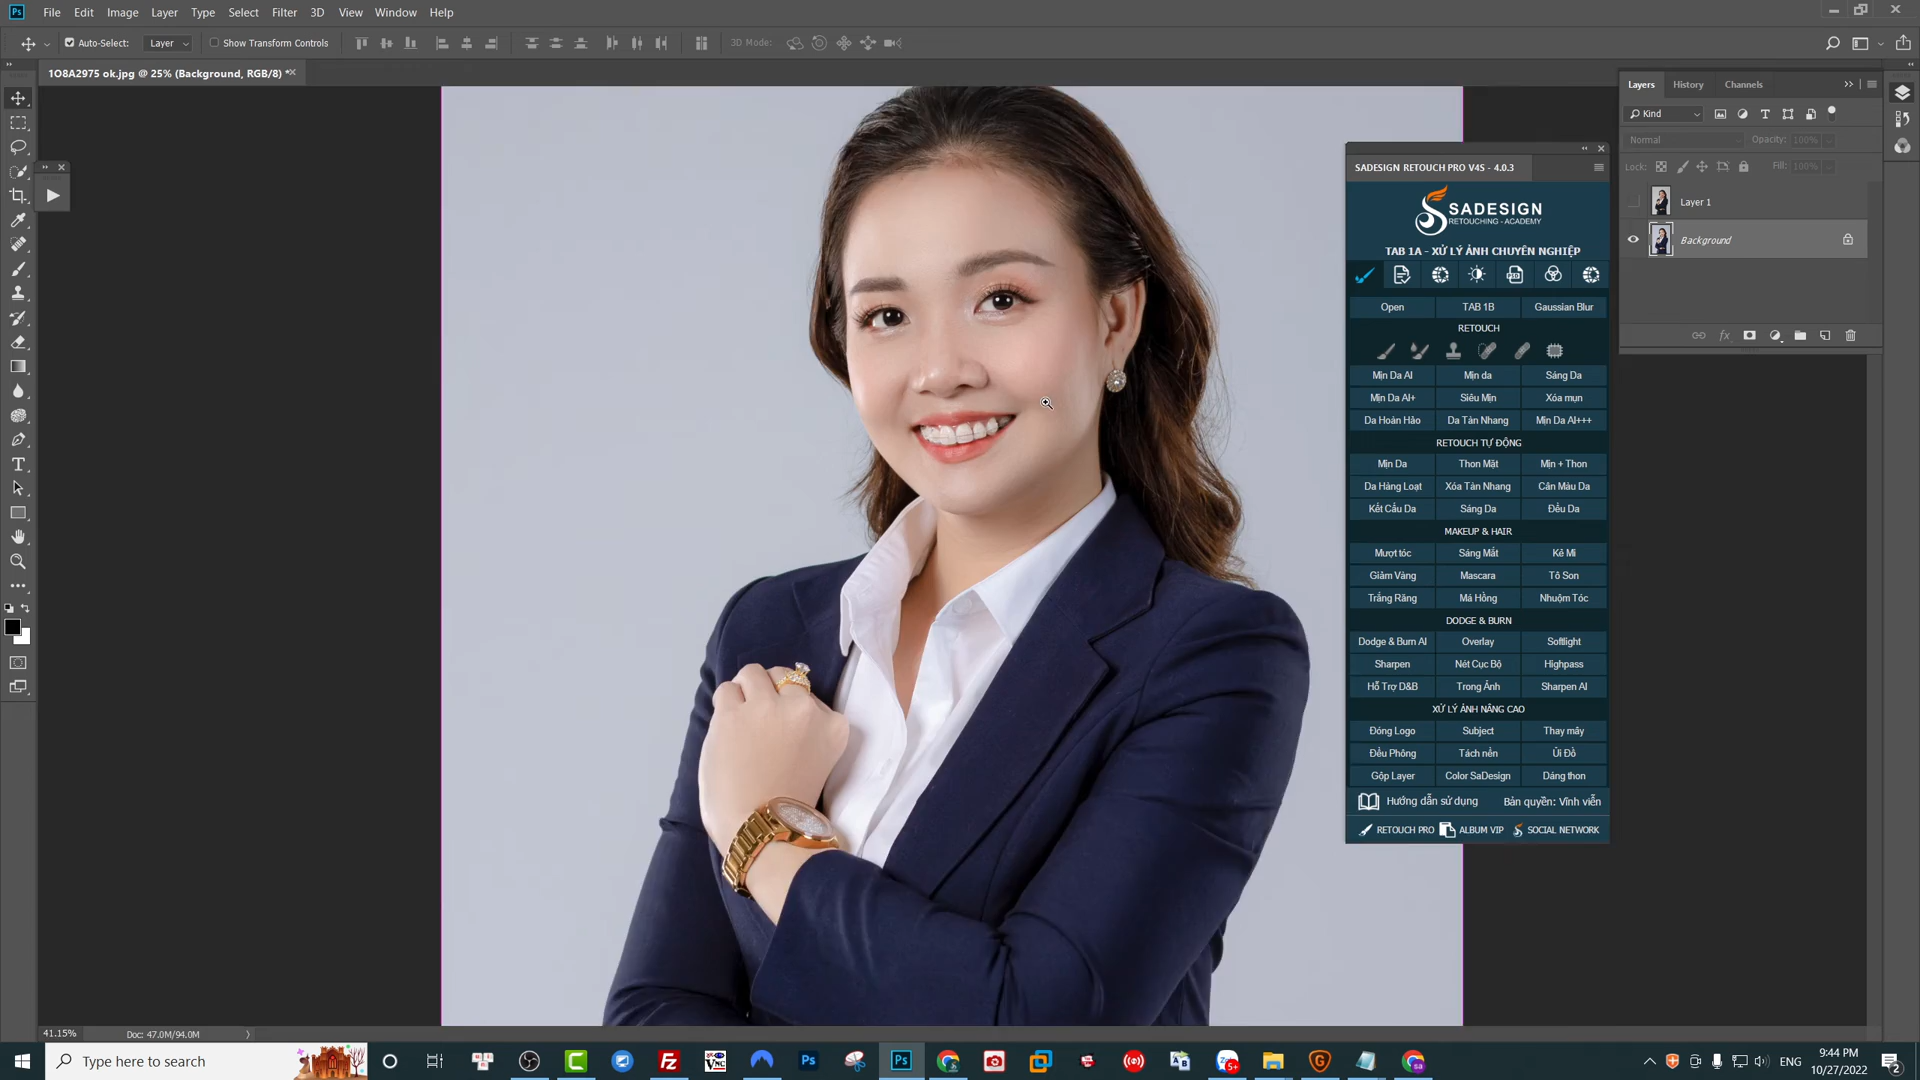 Ps File Edit Image Layer Type Select Filter 3D View Window Help
Auto-Select: Layer Show Transform Controls 3D Mode:
1O8A2975 ok.jpg @ 25% (Background, RGB/8) *
Layers History Channels
Kind
Normal Opacity: 100%
Lock: Fill: 100%
Layer 1
Background
SADESIGN RETOUCH PRO V4S - 4.0.3
SADESIGN
RETOUCHING - ACADEMY
TAB 1A - XỬ LÝ ẢNH CHUYÊN NGHIỆP
Open TAB 1B Gaussian Blur
RETOUCH
Mịn Da AI Mịn da Sáng Da
Mịn Da AI+ Siêu Mịn Xóa mụn
Da Hoàn Hảo Da Tàn Nhang Mịn Da AI+++
RETOUCH TỰ ĐỘNG
Mịn Da Thon Mặt Mịn + Thon
Da Hàng Loạt Xóa Tàn Nhang Cân Màu Da
Kết Cấu Da Sáng Da Đều Da
MAKEUP & HAIR
Mượt tóc Sáng Mắt Kẻ Mi
Giảm Vàng Mascara Tô Son
Trắng Răng Má Hồng Nhuộm Tóc
DODGE & BURN
Dodge & Burn AI Overlay Softlight
Sharpen Nét Cục Bộ Highpass
Hỗ Trợ D&B Trong Ảnh Sharpen AI
XỬ LÝ ẢNH NÂNG CAO
Đóng Logo Subject Thay mây
Đều Phông Tách nền Ủi Đồ
Gộp Layer Color SaDesign Dáng thon
Hướng dẫn sử dụng Bản quyền: Vĩnh viễn
RETOUCH PRO ALBUM VIP SOCIAL NETWORK
41.15% Doc: 47.0M/94.0M
Type here to search
ENG
9:44 PM
10/27/2022